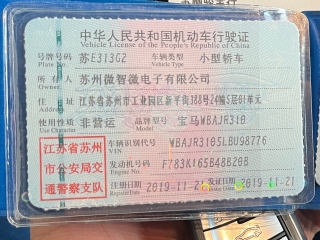 中华人民共和国机动车行驶证
Vehicle License of the People's Republic of China
号牌号码 苏E313G2 车辆类型 小型轿车
Plate No. Vehicle Type
所有人 苏州微智微电子有限公司
Owner
住址 江苏省苏州市工业园区新平街388号24幢5层01单元
Address
使用性质 非营运 品牌型号 宝马WBAJR310
Use Character Model
江苏省苏州 车辆识别代号 WBAJR3105LBU98776
VIN
市公安局交 发动机号码 F783K165B48B20B
Engine No.
通警察支队 注册日期 2019-11-21 发证日期 2019-11-21
Register Date Issue Date